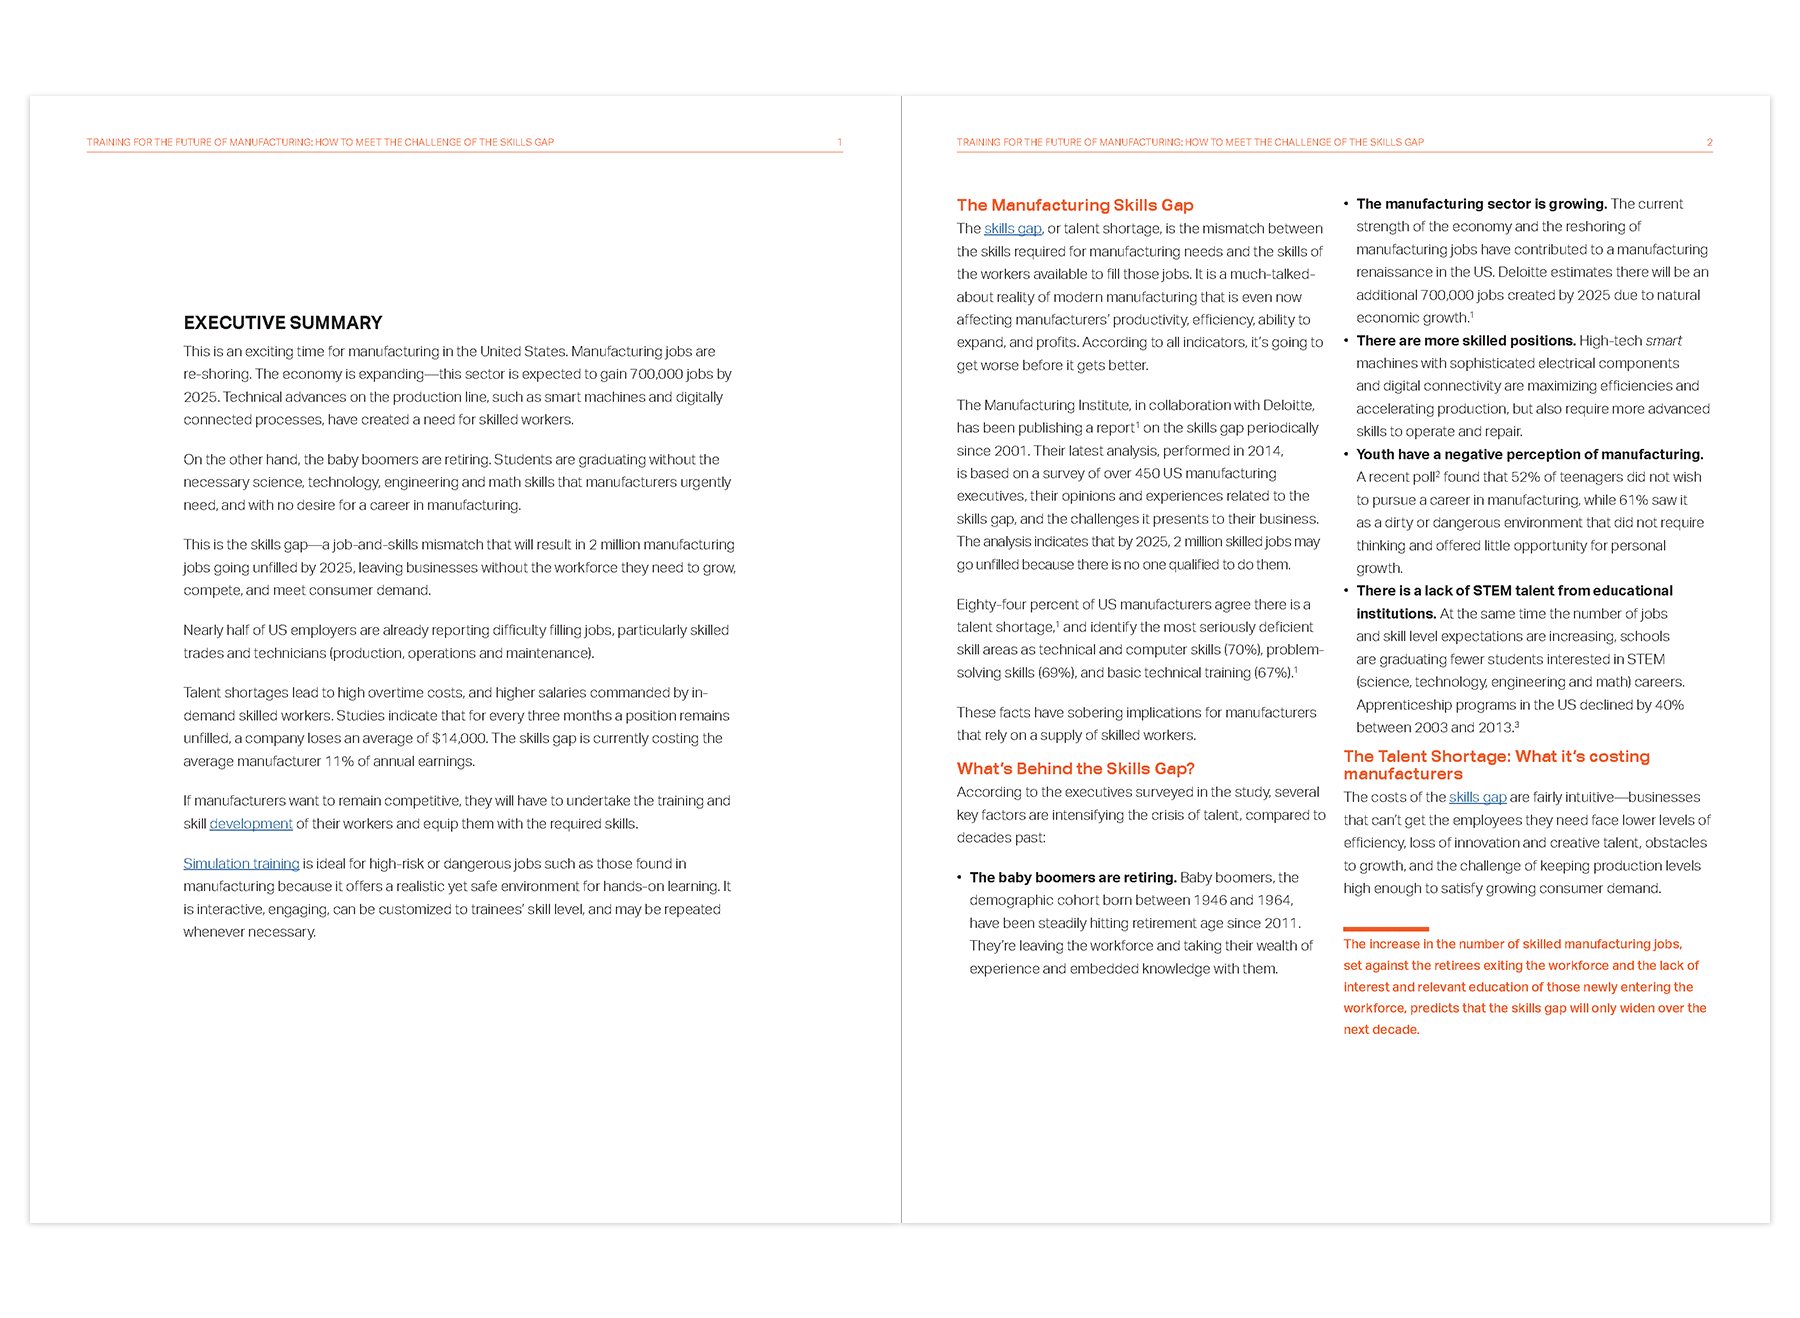 TRAINING FOR THE FUTURE OF MANUFACTURING: HOW TO MEET THE CHALLENGE OF THE SKILLS GAP 1
EXECUTIVE SUMMARY
This is an exciting time for manufacturing in the United States. Manufacturing jobs are
re-shoring. The economy is expanding—this sector is expected to gain 700,000 jobs by
2025. Technical advances on the production line, such as smart machines and digitally
connected processes, have created a need for skilled workers.
On the other hand, the baby boomers are retiring. Students are graduating without the
necessary science, technology, engineering and math skills that manufacturers urgently
need, and with no desire for a career in manufacturing.
This is the skills gap—a job-and-skills mismatch that will result in 2 million manufacturing
jobs going unfilled by 2025, leaving businesses without the workforce they need to grow,
compete, and meet consumer demand.
Nearly half of US employers are already reporting difficulty filling jobs, particularly skilled
trades and technicians (production, operations and maintenance).
Talent shortages lead to high overtime costs, and higher salaries commanded by in-
demand skilled workers. Studies indicate that for every three months a position remains
unfilled, a company loses an average of $14,000. The skills gap is currently costing the
average manufacturer 11% of annual earnings.
If manufacturers want to remain competitive, they will have to undertake the training and
skill development of their workers and equip them with the required skills.
Simulation training is ideal for high-risk or dangerous jobs such as those found in
manufacturing because it offers a realistic yet safe environment for hands-on learning. It
is interactive, engaging, can be customized to trainees' skill level, and may be repeated
whenever necessary.
TRAINING FOR THE FUTURE OF MANUFACTURING: HOW TO MEET THE CHALLENGE OF THE SKILLS GAP 2
The Manufacturing Skills Gap
The skills gap, or talent shortage, is the mismatch between
the skills required for manufacturing needs and the skills of
the workers available to fill those jobs. It is a much-talked-
about reality of modern manufacturing that is even now
affecting manufacturers' productivity, efficiency, ability to
expand, and profits. According to all indicators, it's going to
get worse before it gets better.
The Manufacturing Institute, in collaboration with Deloitte,
has been publishing a report¹ on the skills gap periodically
since 2001. Their latest analysis, performed in 2014,
is based on a survey of over 450 US manufacturing
executives, their opinions and experiences related to the
skills gap, and the challenges it presents to their business.
The analysis indicates that by 2025, 2 million skilled jobs may
go unfilled because there is no one qualified to do them.
Eighty-four percent of US manufacturers agree there is a
talent shortage,¹ and identify the most seriously deficient
skill areas as technical and computer skills (70%), problem-
solving skills (69%), and basic technical training (67%).¹
These facts have sobering implications for manufacturers
that rely on a supply of skilled workers.
What's Behind the Skills Gap?
According to the executives surveyed in the study, several
key factors are intensifying the crisis of talent, compared to
decades past:
• The baby boomers are retiring. Baby boomers, the
demographic cohort born between 1946 and 1964,
have been steadily hitting retirement age since 2011.
They're leaving the workforce and taking their wealth of
experience and embedded knowledge with them.
• The manufacturing sector is growing. The current
strength of the economy and the reshoring of
manufacturing jobs have contributed to a manufacturing
renaissance in the US. Deloitte estimates there will be an
additional 700,000 jobs created by 2025 due to natural
economic growth.¹
• There are more skilled positions. High-tech smart
machines with sophisticated electrical components
and digital connectivity are maximizing efficiencies and
accelerating production, but also require more advanced
skills to operate and repair.
• Youth have a negative perception of manufacturing.
A recent poll² found that 52% of teenagers did not wish
to pursue a career in manufacturing, while 61% saw it
as a dirty or dangerous environment that did not require
thinking and offered little opportunity for personal
growth.
• There is a lack of STEM talent from educational
institutions. At the same time the number of jobs
and skill level expectations are increasing, schools
are graduating fewer students interested in STEM
(science, technology, engineering and math) careers.
Apprenticeship programs in the US declined by 40%
between 2003 and 2013.³
The Talent Shortage: What it's costing
manufacturers
The costs of the skills gap are fairly intuitive—businesses
that can't get the employees they need face lower levels of
efficiency, loss of innovation and creative talent, obstacles
to growth, and the challenge of keeping production levels
high enough to satisfy growing consumer demand.
The increase in the number of skilled manufacturing jobs,
set against the retirees exiting the workforce and the lack of
interest and relevant education of those newly entering the
workforce, predicts that the skills gap will only widen over the
next decade.